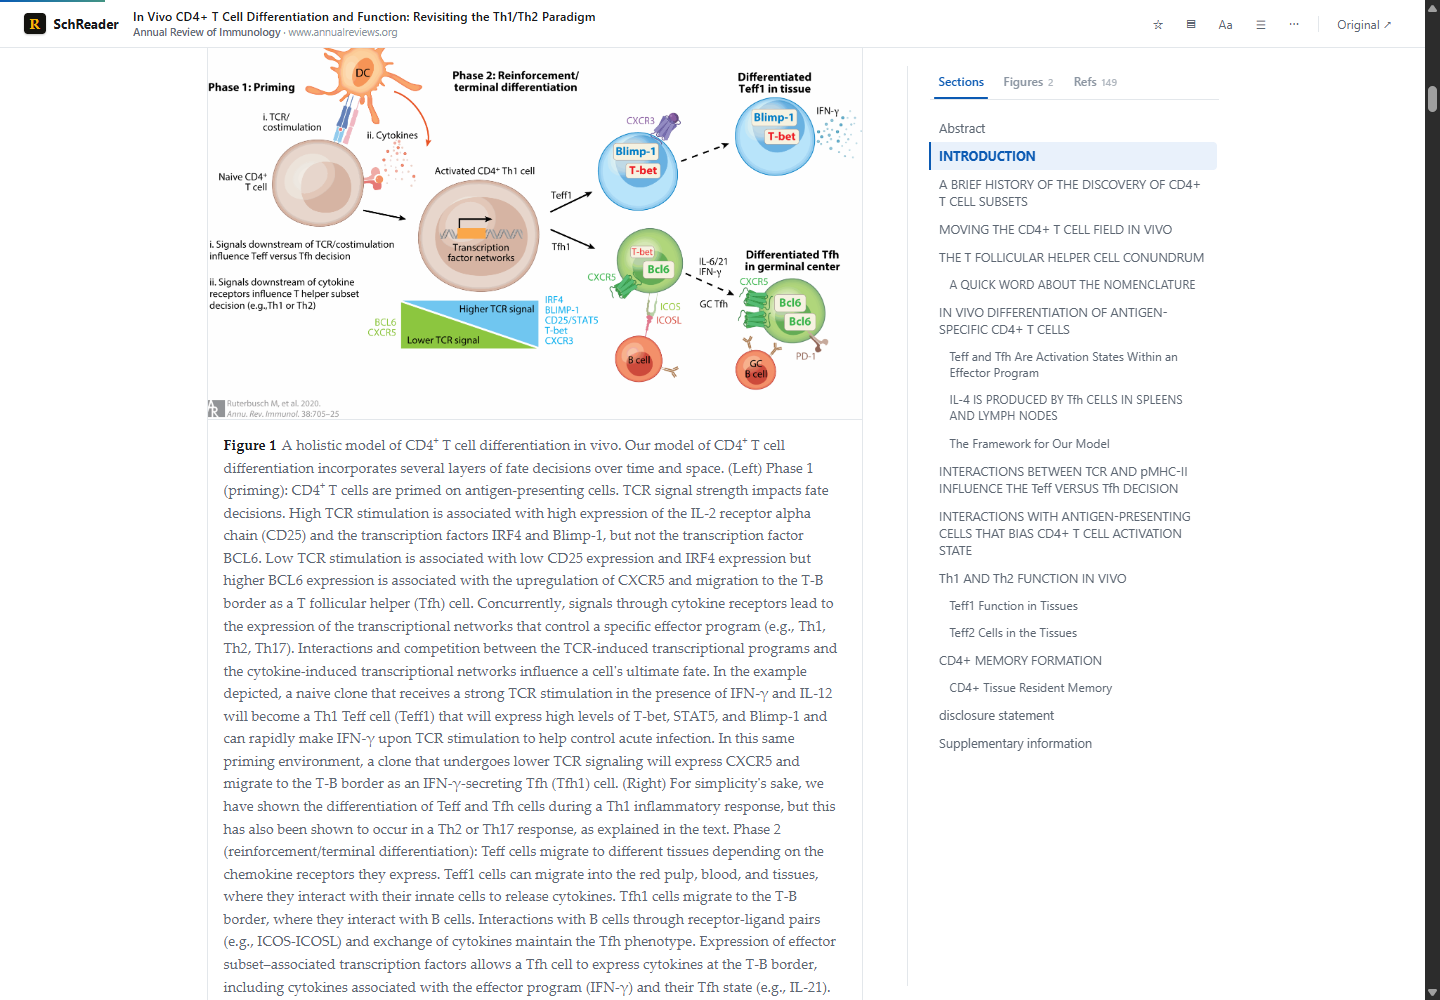 R SchReader
In Vivo CD4+ T Cell Differentiation and Function: Revisiting the Th1/Th2 Paradigm
Annual Review of Immunology · www.annualreviews.org
Aa
Original ↗
DC
Phase 1: Priming
Phase 2: Reinforcement/
terminal differentiation
Differentiated
Teff1 in tissue
i. TCR/
costimulation
ii. Cytokines
CXCR3
Blimp-1
T-bet
Blimp-1
T-bet
IFN-γ
Naive CD4⁺
T cell
Activated CD4⁺ Th1 cell
Teff1
Transcription
factor networks
Tfh1
i. Signals downstream of TCR/costimulation
influence Teff versus Tfh decision
ii. Signals downstream of cytokine
receptors influence T helper subset
decision (e.g.,Th1 or Th2)
T-bet
Bcl6
CXCR5
IL-6/21
IFN-γ
GC Tfh
Differentiated Tfh
in germinal center
CXCR5
Bcl6
Bcl6
ICOS
ICOSL
PD-1
B cell
GC
B cell
BCL6
CXCR5
Higher TCR signal
Lower TCR signal
IRF4
BLIMP-1
CD25/STAT5
T-bet
CXCR3
AR
Ruterbusch M, et al. 2020.
Annu. Rev. Immunol. 38:705–25
Figure 1 A holistic model of CD4⁺ T cell differentiation in vivo. Our model of CD4⁺ T cell
differentiation incorporates several layers of fate decisions over time and space. (Left) Phase 1
(priming): CD4⁺ T cells are primed on antigen-presenting cells. TCR signal strength impacts fate
decisions. High TCR stimulation is associated with high expression of the IL-2 receptor alpha
chain (CD25) and the transcription factors IRF4 and Blimp-1, but not the transcription factor
BCL6. Low TCR stimulation is associated with low CD25 expression and IRF4 expression but
higher BCL6 expression is associated with the upregulation of CXCR5 and migration to the T-B
border as a T follicular helper (Tfh) cell. Concurrently, signals through cytokine receptors lead to
the expression of the transcriptional networks that control a specific effector program (e.g., Th1,
Th2, Th17). Interactions and competition between the TCR-induced transcriptional programs and
the cytokine-induced transcriptional networks influence a cell's ultimate fate. In the example
depicted, a naive clone that receives a strong TCR stimulation in the presence of IFN-γ and IL-12
will become a Th1 Teff cell (Teff1) that will express high levels of T-bet, STAT5, and Blimp-1 and
can rapidly make IFN-γ upon TCR stimulation to help control acute infection. In this same
priming environment, a clone that undergoes lower TCR signaling will express CXCR5 and
migrate to the T-B border as an IFN-γ-secreting Tfh (Tfh1) cell. (Right) For simplicity's sake, we
have shown the differentiation of Teff and Tfh cells during a Th1 inflammatory response, but this
has also been shown to occur in a Th2 or Th17 response, as explained in the text. Phase 2
(reinforcement/terminal differentiation): Teff cells migrate to different tissues depending on the
chemokine receptors they express. Teff1 cells can migrate into the red pulp, blood, and tissues,
where they interact with their innate cells to release cytokines. Tfh1 cells migrate to the T-B
border, where they interact with B cells. Interactions with B cells through receptor-ligand pairs
(e.g., ICOS-ICOSL) and exchange of cytokines maintain the Tfh phenotype. Expression of effector
subset–associated transcription factors allows a Tfh cell to express cytokines at the T-B border,
including cytokines associated with the effector program (IFN-γ) and their Tfh state (e.g., IL-21).
Sections Figures 2 Refs 149
Abstract
INTRODUCTION
A BRIEF HISTORY OF THE DISCOVERY OF CD4+
T CELL SUBSETS
MOVING THE CD4+ T CELL FIELD IN VIVO
THE T FOLLICULAR HELPER CELL CONUNDRUM
A QUICK WORD ABOUT THE NOMENCLATURE
IN VIVO DIFFERENTIATION OF ANTIGEN-
SPECIFIC CD4+ T CELLS
Teff and Tfh Are Activation States Within an
Effector Program
IL-4 IS PRODUCED BY Tfh CELLS IN SPLEENS
AND LYMPH NODES
The Framework for Our Model
INTERACTIONS BETWEEN TCR AND pMHC-II
INFLUENCE THE Teff VERSUS Tfh DECISION
INTERACTIONS WITH ANTIGEN-PRESENTING
CELLS THAT BIAS CD4+ T CELL ACTIVATION
STATE
Th1 AND Th2 FUNCTION IN VIVO
Teff1 Function in Tissues
Teff2 Cells in the Tissues
CD4+ MEMORY FORMATION
CD4+ Tissue Resident Memory
disclosure statement
Supplementary information